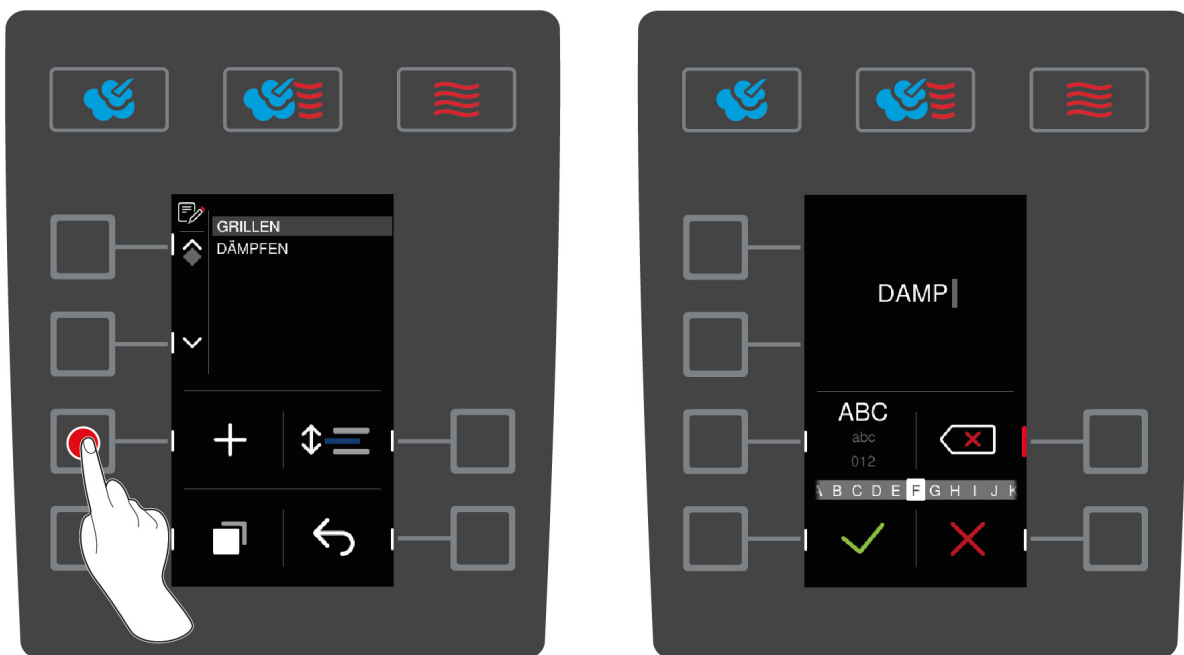 GRILLEN
DÄMPFEN
DAMP
ABC
abc
012
A B C D E F G H I J K